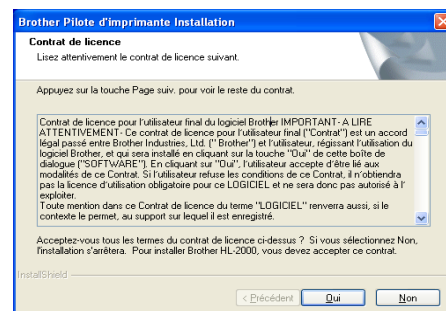 Brother Pilote d'imprimante Installation
Contrat de licence
Lisez attentivement le contrat de licence suivant.
Appuyez sur la touche Page suiv. pour voir le reste du contrat.
Contrat de licence pour l'utilisateur final du logiciel Brother IMPORTANT - A LIRE
ATTENTIVEMENT - Ce contrat de licence pour l'utilisateur final ("Contrat") est un accord
légal passé entre Brother Industries, Ltd. (" Brother") et l'utilisateur, régissant l'utilisation du
logiciel Brother, et qui sera installé en cliquant sur la touche "Oui" de cette boîte de
dialogue ("SOFTWARE"). En cliquant sur "Oui", l'utilisateur accepte d'être lié aux
modalités de ce Contrat. Si l'utilisateur refuse les conditions de ce Contrat, il n'obtiendra
pas la licence d'utilisation obligatoire pour ce LOGICIEL et ne sera donc pas autorisé à l'
exploiter.
Toute mention dans ce Contrat de licence du terme "LOGICIEL" renverra aussi, si le
contexte le permet, au support sur lequel il est enregistré.
Acceptez-vous tous les termes du contrat de licence ci-dessus ? Si vous sélectionnez Non,
l'installation s'arrêtera. Pour installer Brother HL-2000, vous devez accepter ce contrat.
InstallShield
< Précédent
Oui
Non